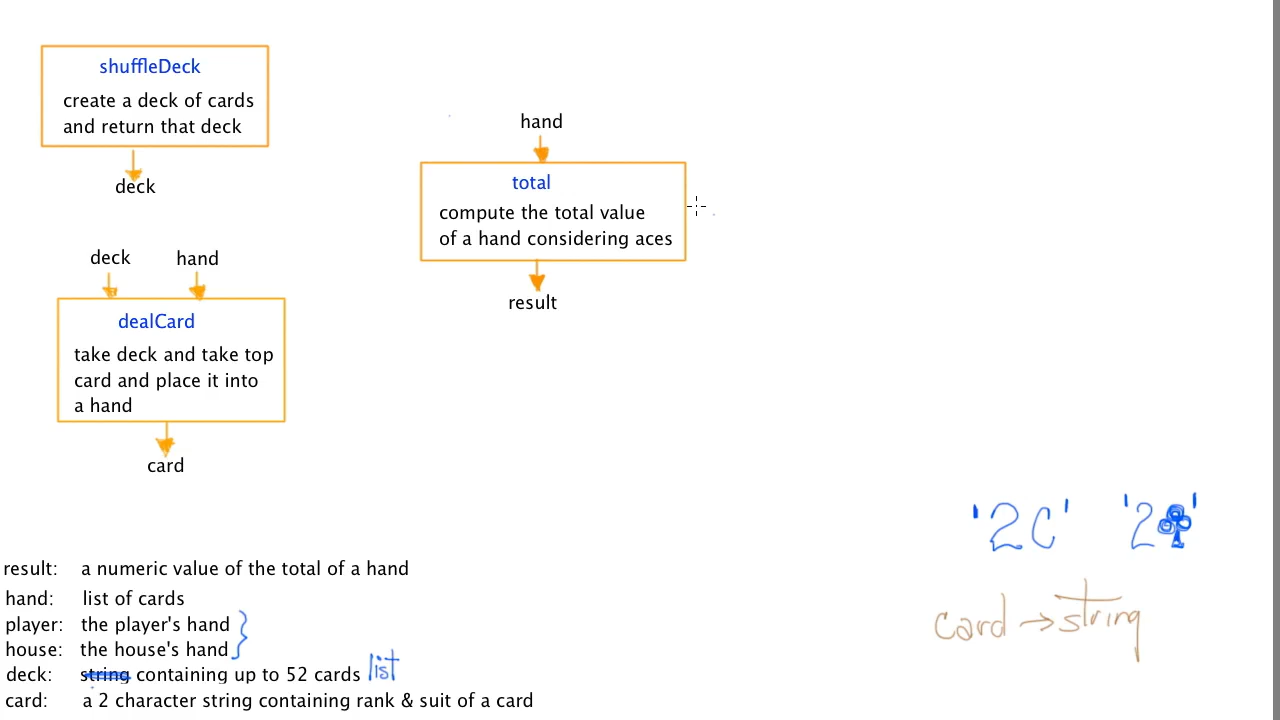 shuffleDeck
create a deck of cards
and return that deck
deck
deck hand
dealCard
take deck and take top
card and place it into
a hand
card
hand
total
compute the total value
of a hand considering aces
result
'2C' '2♣'
card → string
result: a numeric value of the total of a hand
hand: list of cards
player: the player's hand
house: the house's hand
deck: string containing up to 52 cards list
card: a 2 character string containing rank & suit of a card